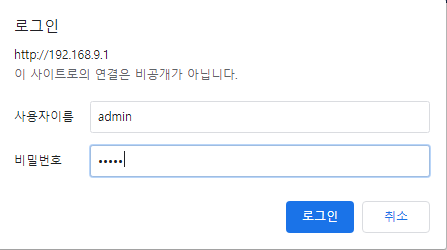 로그인
http://192.168.9.1
이 사이트로의 연결은 비공개가 아닙니다.
사용자이름 admin
비밀번호 •••••
로그인 취소